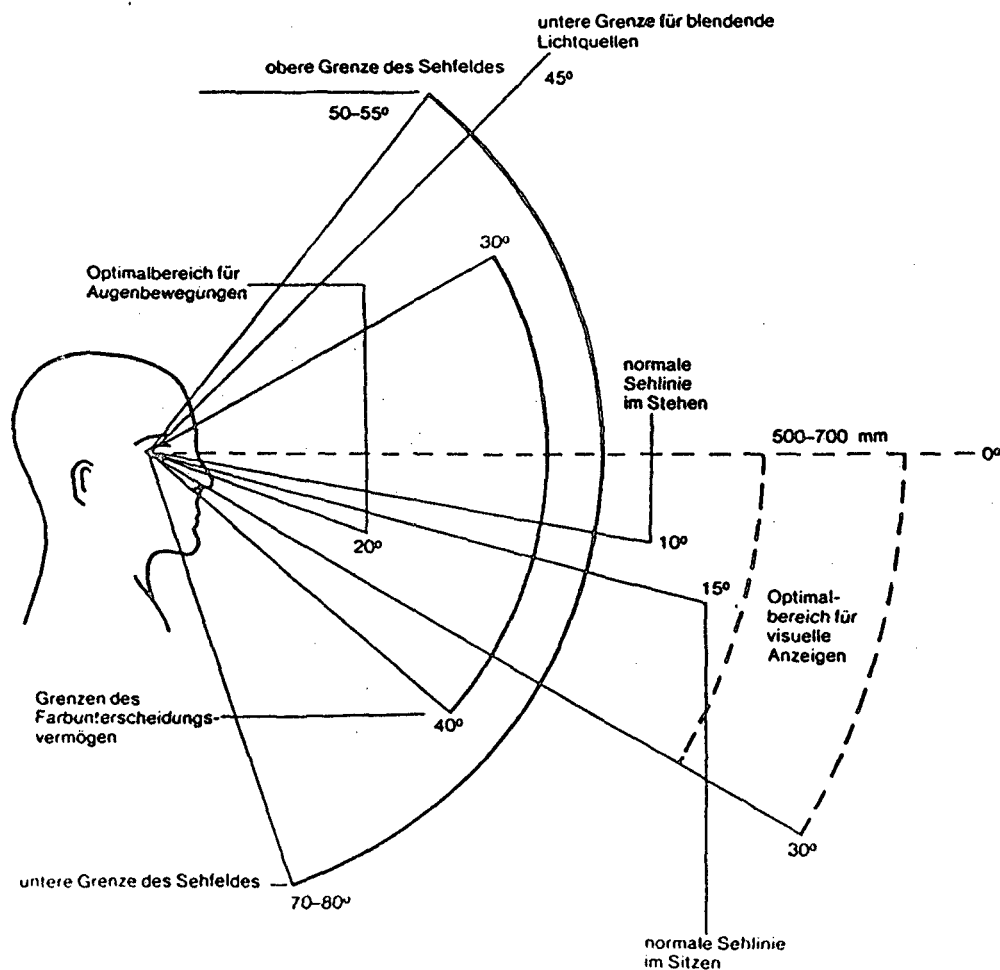 untere Grenze für blendende
Lichtquellen
45°
obere Grenze des Sehfeldes
50–55°
30°
Optimalbereich für
Augenbewegungen
normale
Sehlinie
im Stehen
500–700 mm
0°
20°
10°
15°
Optimal-
bereich für
visuelle
Anzeigen
Grenzen des
Farbunterscheidungs-
vermögen
40°
30°
untere Grenze des Sehfeldes
70–80°
normale Sehlinie
im Sitzen